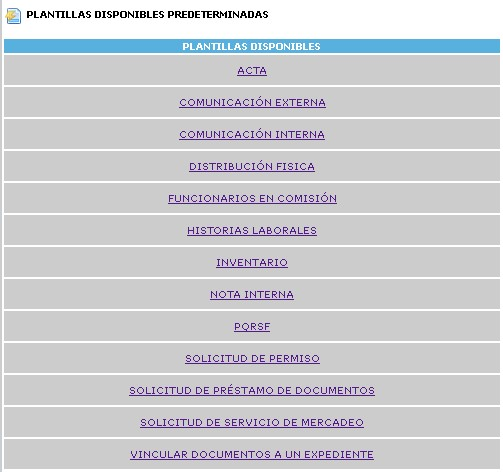 PLANTILLAS DISPONIBLES PREDETERMINADAS
PLANTILLAS DISPONIBLES
ACTA
COMUNICACIÓN EXTERNA
COMUNICACIÓN INTERNA
DISTRIBUCIÓN FISICA
FUNCIONARIOS EN COMISIÓN
HISTORIAS LABORALES
INVENTARIO
NOTA INTERNA
PQRSF
SOLICITUD DE PERMISO
SOLICITUD DE PRÉSTAMO DE DOCUMENTOS
SOLICITUD DE SERVICIO DE MERCADEO
VINCULAR DOCUMENTOS A UN EXPEDIENTE